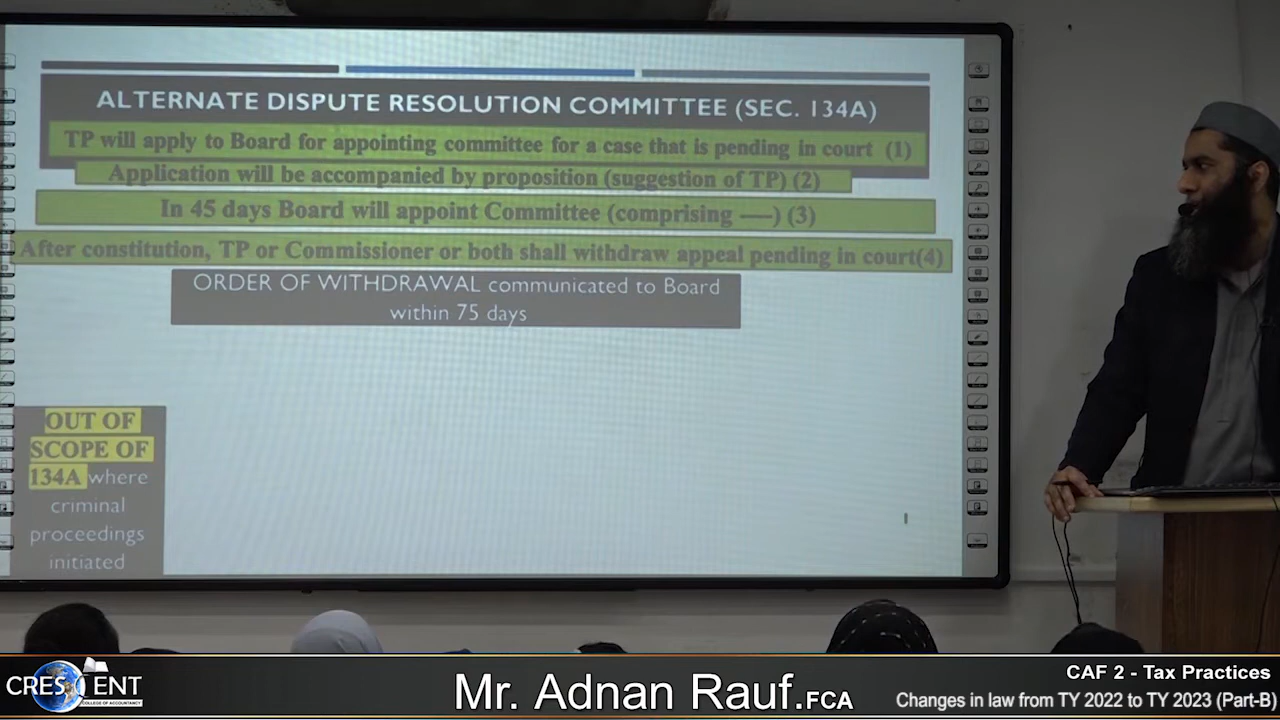 ALTERNATE DISPUTE RESOLUTION COMMITTEE (SEC. 134A)
TP will apply to Board for appointing committee for a case that is pending in court (1)
Application will be accompanied by proposition (suggestion of TP) (2)
In 45 days Board will appoint Committee (comprising -----) (3)
After constitution, TP or Commissioner or both shall withdraw appeal pending in court(4)
ORDER OF WITHDRAWAL communicated to Board
within 75 days
OUT OF
SCOPE OF
134A where
criminal
proceedings
initiated
CRESCENT
COLLEGE OF ACCOUNTANCY
Mr. Adnan Rauf.FCA
CAF 2 - Tax Practices
Changes in law from TY 2022 to TY 2023 (Part-B)